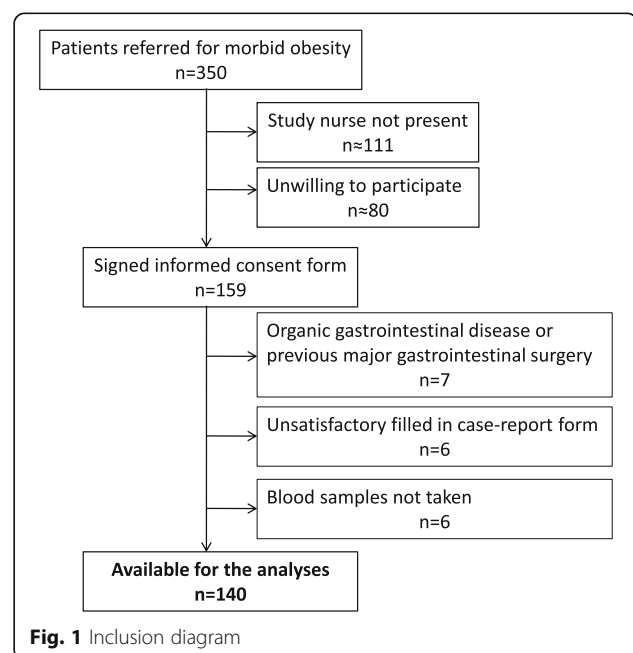 Patients referred for morbid obesity
n=350
Study nurse not present
n≈111
Unwilling to participate
n≈80
Signed informed consent form
n=159
Organic gastrointestinal disease or
previous major gastrointestinal surgery
n=7
Unsatisfactory filled in case-report form
n=6
Blood samples not taken
n=6
Available for the analyses
n=140
Fig. 1 Inclusion diagram